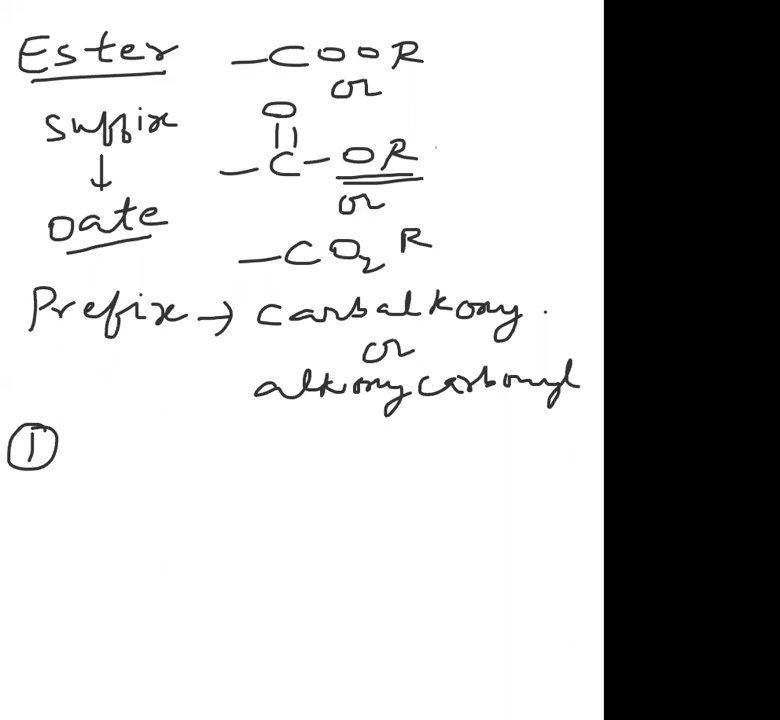 Ester —COOR
or
Suffix O
||
↓ —C—OR
or
Oate —CO₂R
Prefix → carbalkoxy.
or
alkoxycarbonyl
①